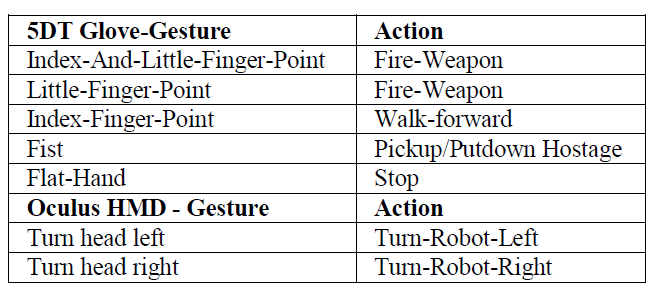 5DT Glove-Gesture Action
Index-And-Little-Finger-Point Fire-Weapon
Little-Finger-Point Fire-Weapon
Index-Finger-Point Walk-forward
Fist Pickup/Putdown Hostage
Flat-Hand Stop
Oculus HMD - Gesture Action
Turn head left Turn-Robot-Left
Turn head right Turn-Robot-Right